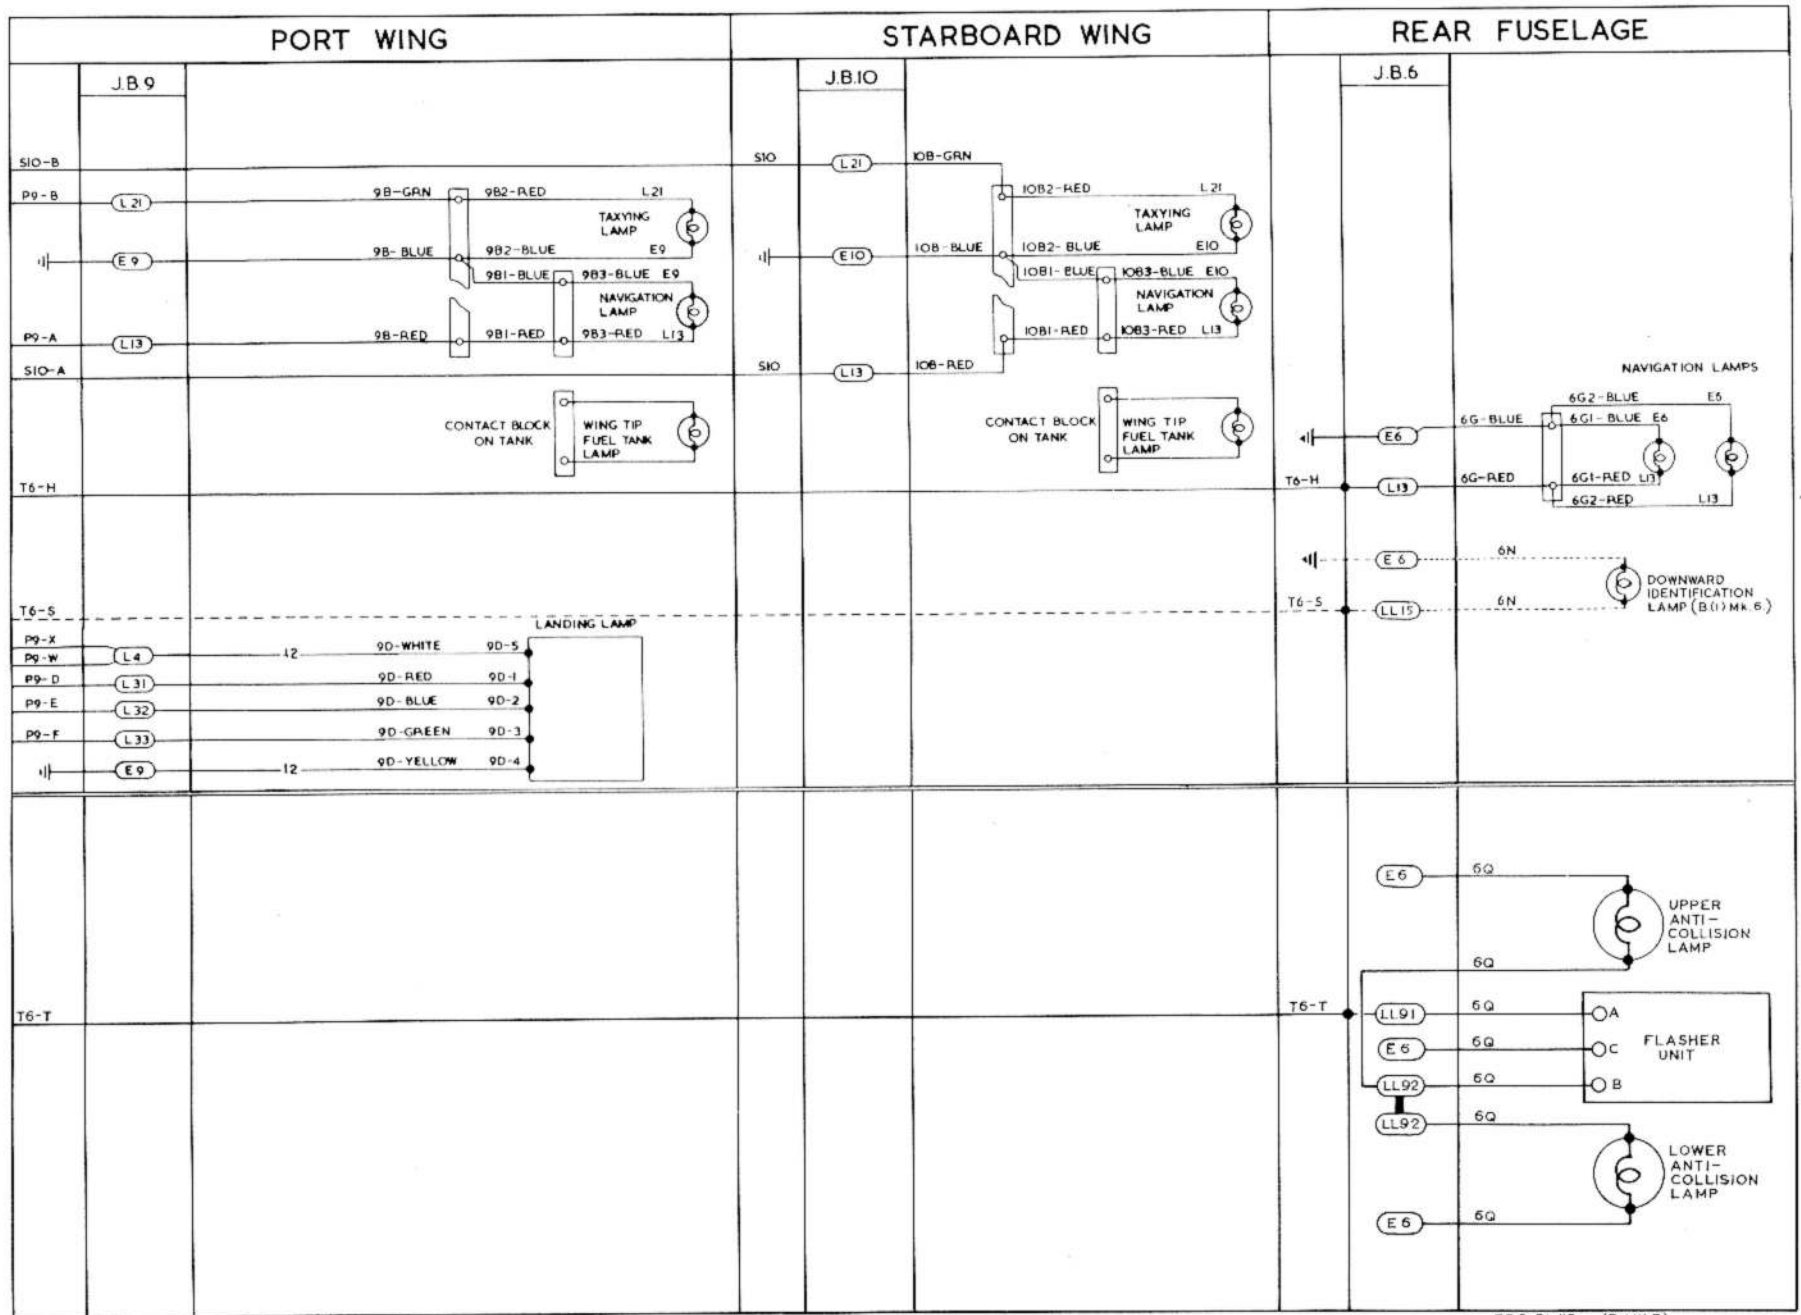 PORT WING
STARBOARD WING
REAR FUSELAGE
J.B.9
J.B.10
J.B.6
S10-B
S10
L21
10B-GRN
P9-B
L21
9B-GRN
9B2-RED
L21
TAXYING
LAMP
E9
9B-BLUE
9B2-BLUE
E9
9B1-BLUE
9B3-BLUE E9
NAVIGATION
LAMP
P9-A
L13
9B-RED
9B1-RED
9B3-RED L13
S10-A
10B2-RED
L21
TAXYING
LAMP
E10
10B-BLUE
10B2-BLUE
E10
10B1-BLUE
10B3-BLUE E10
NAVIGATION
LAMP
10B1-RED
10B3-RED L13
S10
L13
10B-RED
CONTACT BLOCK
ON TANK
WING TIP
FUEL TANK
LAMP
CONTACT BLOCK
ON TANK
WING TIP
FUEL TANK
LAMP
NAVIGATION LAMPS
6G2-BLUE
E6
E6
6G-BLUE
6G1-BLUE E6
T6-H
T6-H
L13
6G-RED
6G1-RED L13
6G2-RED
L13
E6
6N
DOWNWARD
IDENTIFICATION
LAMP (B.(I) MK.6.)
T6-S
T6-S
LL15
6N
LANDING LAMP
P9-X
P9-W
L4
12
9D-WHITE
9D-5
P9-D
L31
9D-RED
9D-1
P9-E
L32
9D-BLUE
9D-2
P9-F
L33
9D-GREEN
9D-3
E9
12
9D-YELLOW
9D-4
E6
6Q
UPPER
ANTI-
COLLISION
LAMP
6Q
T6-T
T6-T
LL91
6Q
A
E6
6Q
C
FLASHER
UNIT
LL92
6Q
B
LL92
6Q
LOWER
ANTI-
COLLISION
LAMP
E6
6Q